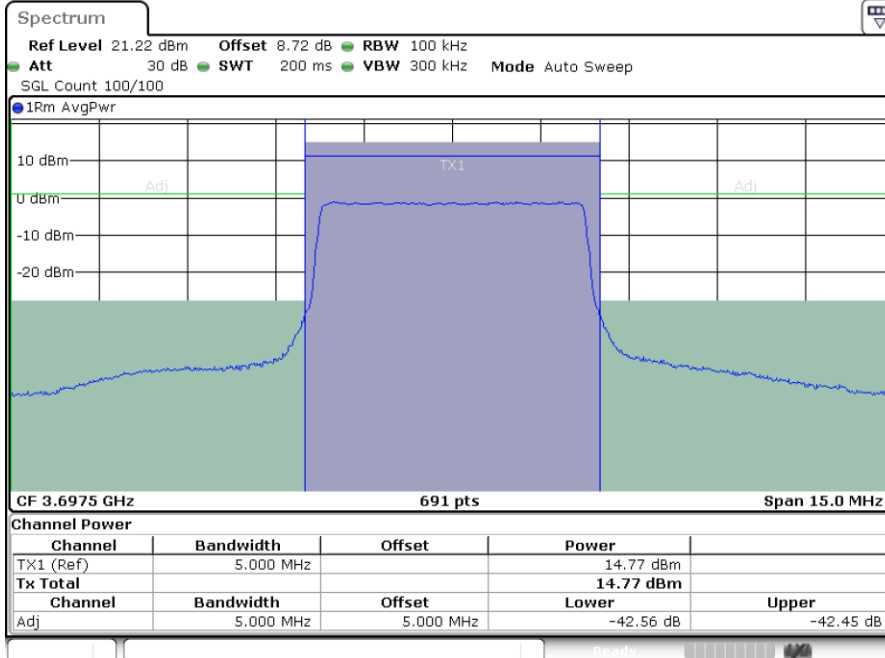 Spectrum
Ref Level 21.22 dBm Offset 8.72 dB RBW 100 kHz
Att 30 dB SWT 200 ms VBW 300 kHz Mode Auto Sweep
SGL Count 100/100
1Rm AvgPwr
10 dBm
TX1
Adj Adj
0 dBm
-10 dBm
-20 dBm
CF 3.6975 GHz 691 pts Span 15.0 MHz
Channel Power
Channel Bandwidth Offset Power
TX1 (Ref) 5.000 MHz 14.77 dBm
Tx Total 14.77 dBm
Channel Bandwidth Offset Lower Upper
Adj 5.000 MHz 5.000 MHz -42.56 dB -42.45 dB
Ready